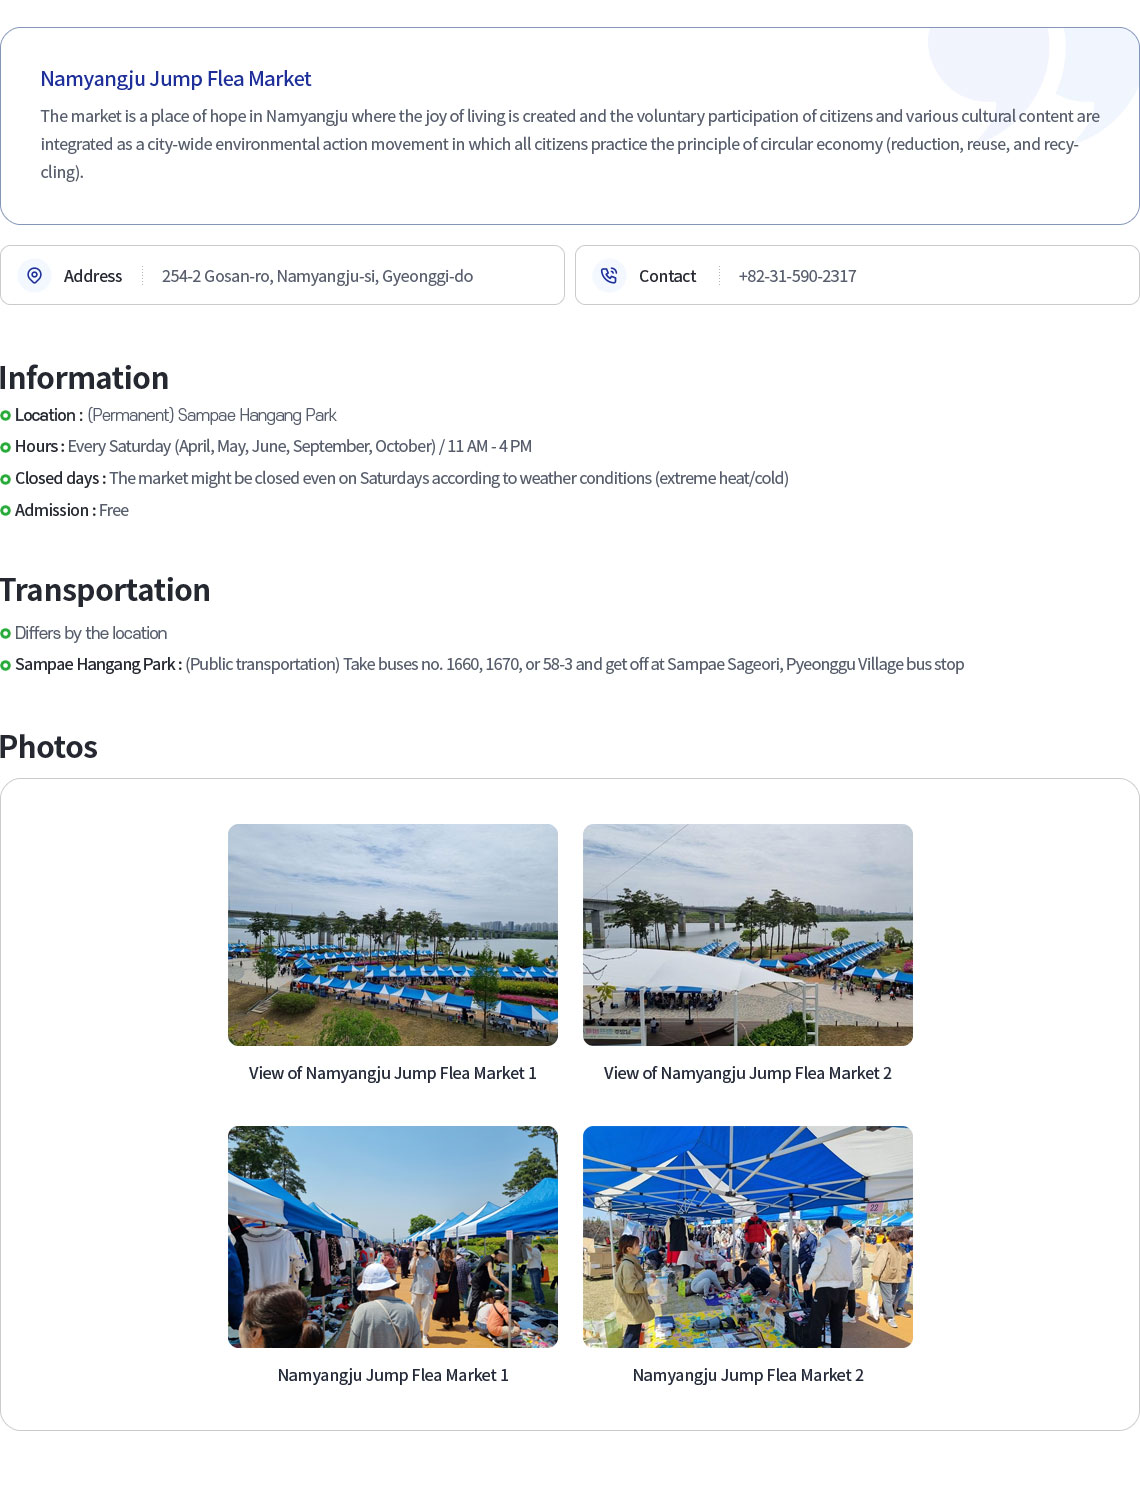 Namyangju Jump Flea Market
The market is a place of hope in Namyangju where the joy of living is created and the voluntary participation of citizens and various cultural content are
integrated as a city-wide environmental action movement in which all citizens practice the principle of circular economy (reduction, reuse, and recy-
cling).
Address 254-2 Gosan-ro, Namyangju-si, Gyeonggi-do
Contact +82-31-590-2317
Information
Location : (Permanent) Sampae Hangang Park
Hours : Every Saturday (April, May, June, September, October) / 11 AM - 4 PM
Closed days : The market might be closed even on Saturdays according to weather conditions (extreme heat/cold)
Admission : Free
Transportation
Differs by the location
Sampae Hangang Park : (Public transportation) Take buses no. 1660, 1670, or 58-3 and get off at Sampae Sageori, Pyeonggu Village bus stop
Photos
View of Namyangju Jump Flea Market 1
View of Namyangju Jump Flea Market 2
22
Namyangju Jump Flea Market 1
Namyangju Jump Flea Market 2